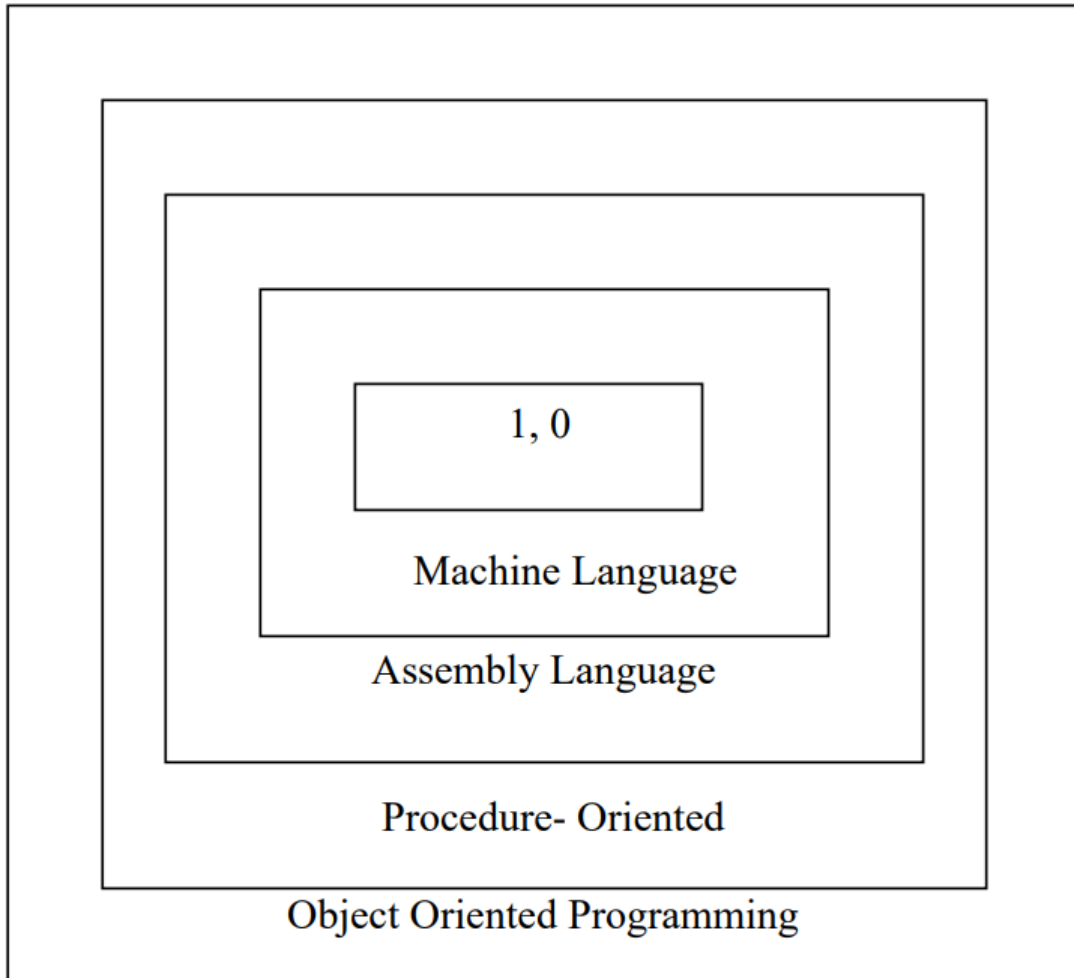 1, 0
Machine Language
Assembly Language
Procedure- Oriented
Object Oriented Programming